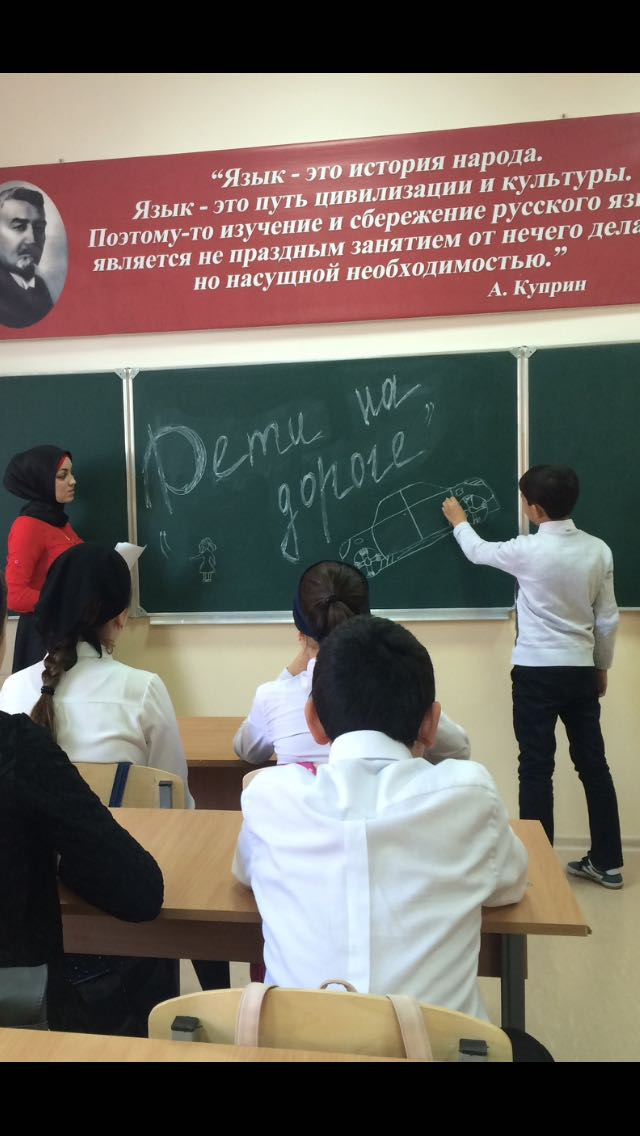 “Язык - это история народа.
Язык - это путь цивилизации и культуры.
Поэтому-то изучение и сбережение русского
является не праздным занятием от нечего
но насущной необходимостью.”
А. Куприн
Дети на
" дороге"